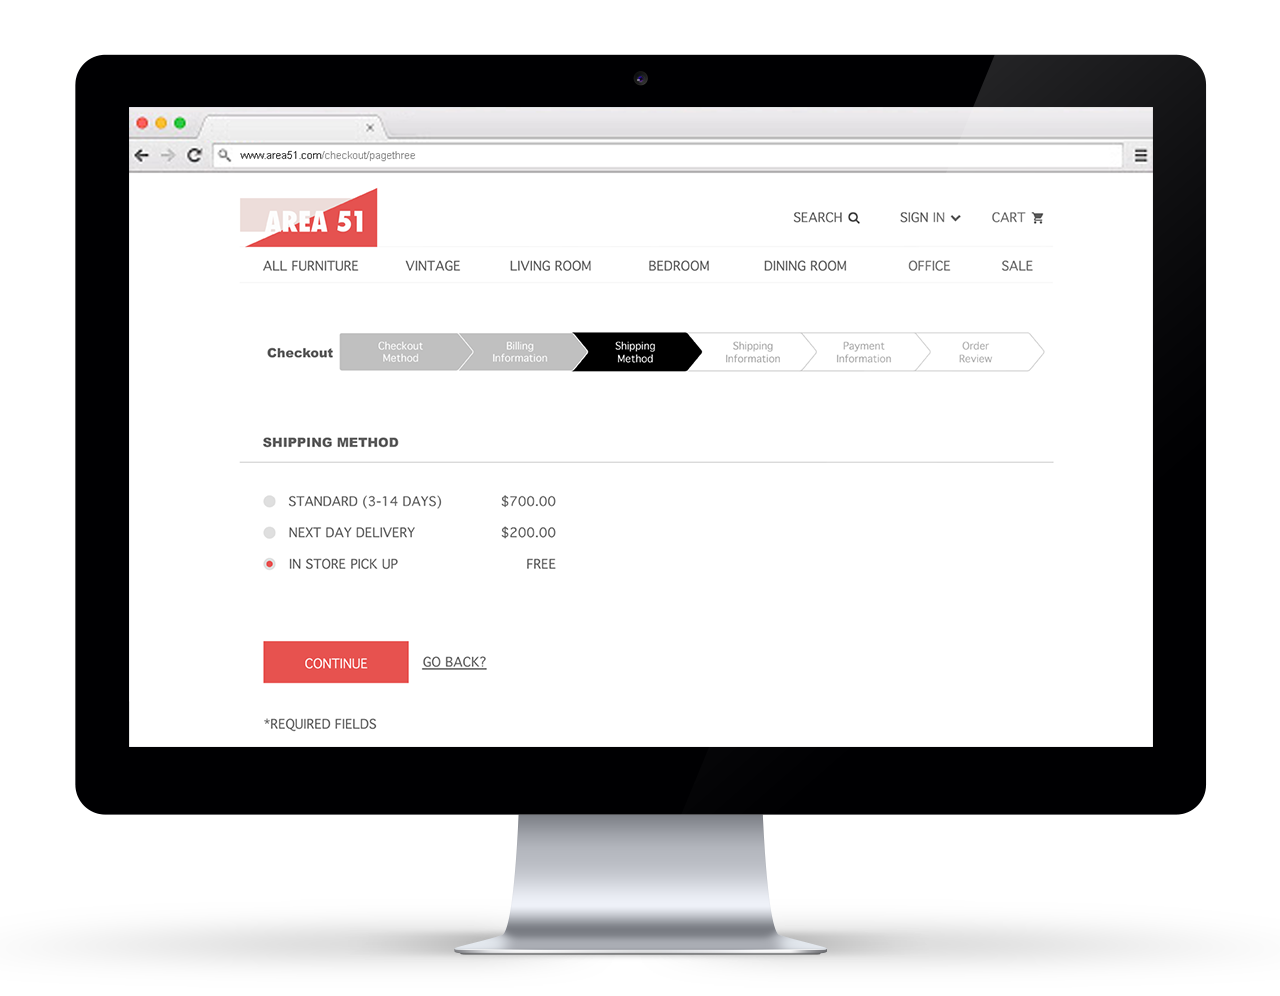 www.area51.com/checkout/pagethree
AREA 51
SEARCH
SIGN IN
CART
ALL FURNITURE VINTAGE LIVING ROOM BEDROOM DINING ROOM OFFICE SALE
Checkout
Checkout
Method
Billing
Information
Shipping
Method
Shipping
Information
Payment
Information
Order
Review
SHIPPING METHOD
STANDARD (3-14 DAYS) $700.00
NEXT DAY DELIVERY $200.00
IN STORE PICK UP FREE
CONTINUE GO BACK?
*REQUIRED FIELDS